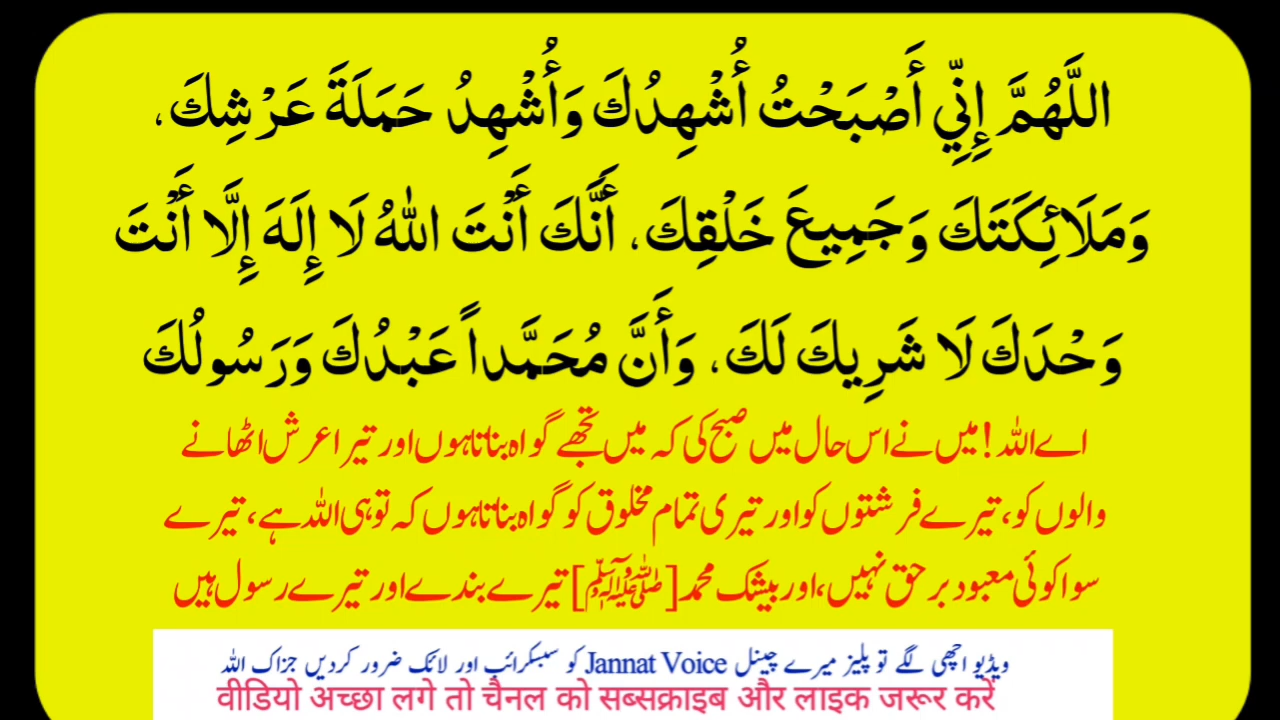 اللَّهُمَّ إِنِّي أَصْبَحْتُ أُشْهِدُكَ وَأُشْهِدُ حَمَلَةَ عَرْشِكَ،
وَمَلَائِكَتَكَ وَجَمِيعَ خَلْقِكَ، أَنَّكَ أَنْتَ اللهُ لَا إِلَهَ إِلَّا أَنْتَ
وَحْدَكَ لَا شَرِيكَ لَكَ، وَأَنَّ مُحَمَّداً عَبْدُكَ وَرَسُولُكَ
اے اللہ! میں نے اس حال میں صبح کی کہ میں تجھے گواہ بناتا ہوں اور تیرا عرش اٹھانے
والوں کو، تیرے فرشتوں کو اور تیری تمام مخلوق کو گواہ بناتا ہوں کہ تو ہی اللہ ہے، تیرے
سوا کوئی معبود برحق نہیں، اور بیشک محمد [ﷺ] تیرے بندے اور تیرے رسول ہیں
ویڈیو اچھی لگے تو پلیز میرے چینل Jannat Voice کو سبسکرائب اور لائک ضرور کردیں جزاک اللہ
वीडियो अच्छा लगे तो चैनल को सब्सक्राइब और लाइक जरूर करें